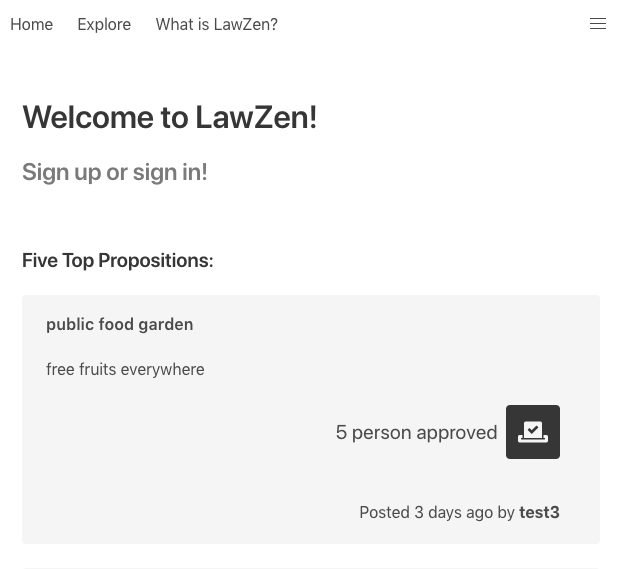 Home Explore What is LawZen?
Welcome to LawZen!
Sign up or sign in!
Five Top Propositions:
public food garden
free fruits everywhere
5 person approved
Posted 3 days ago by test3